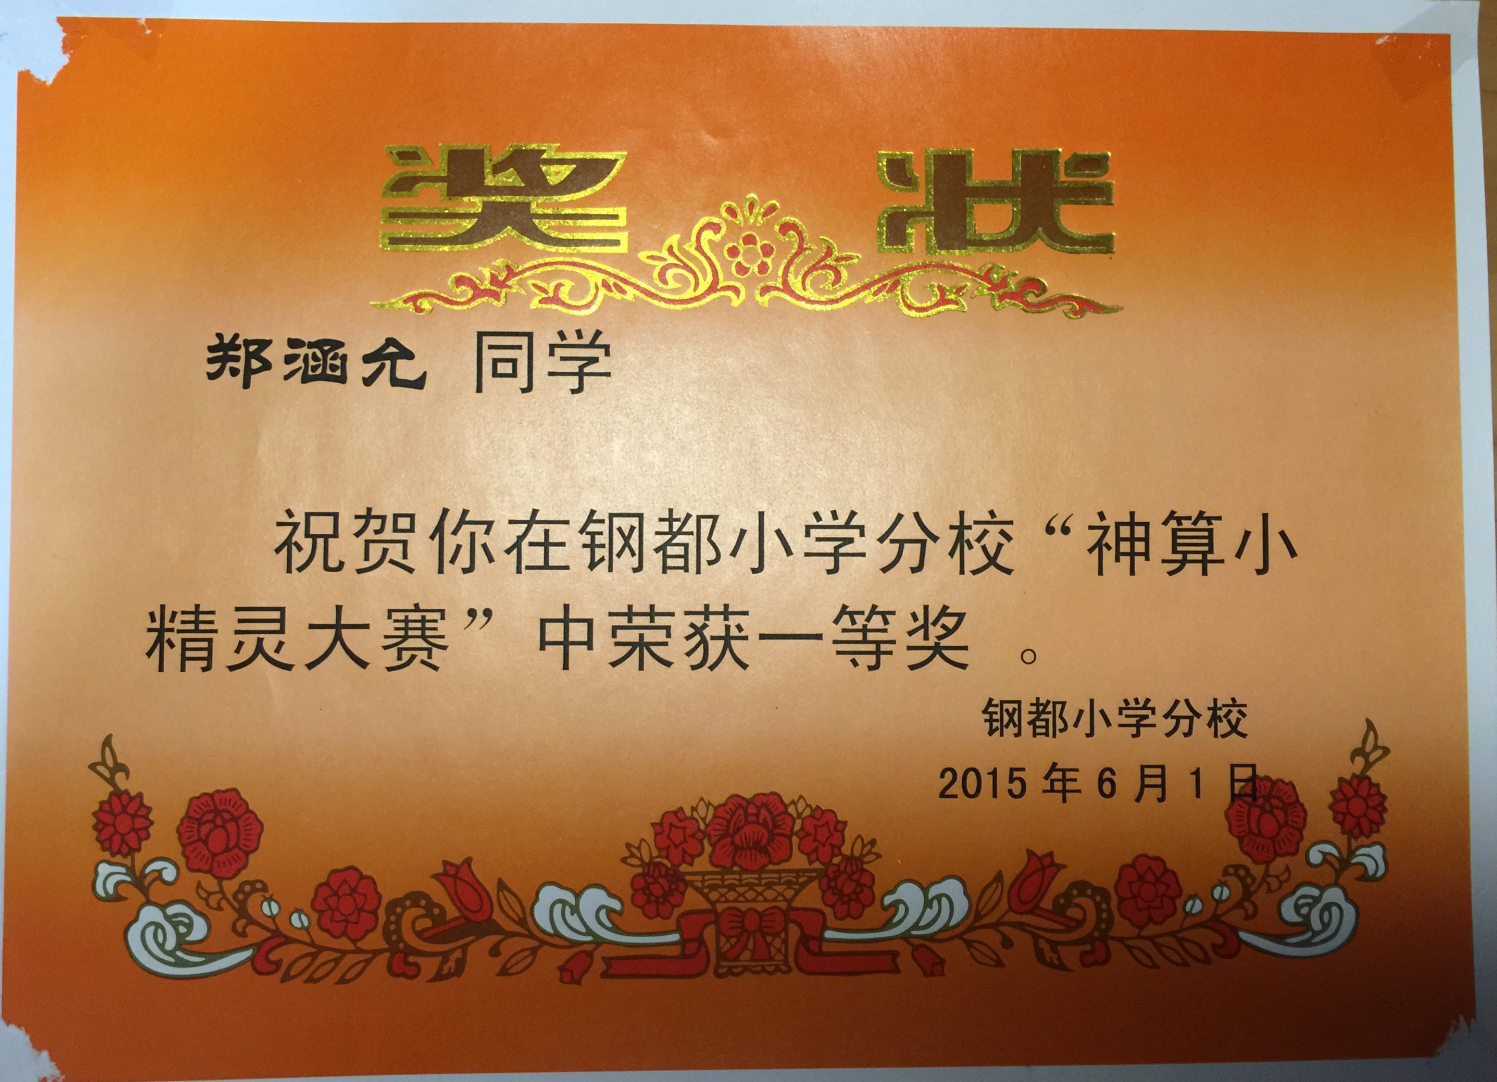 奖 状
郑涵允 同学
祝贺你在钢都小学分校“神算小
精灵大赛” 中荣获一等奖 。
钢都小学分校
2015 年 6 月 1 日